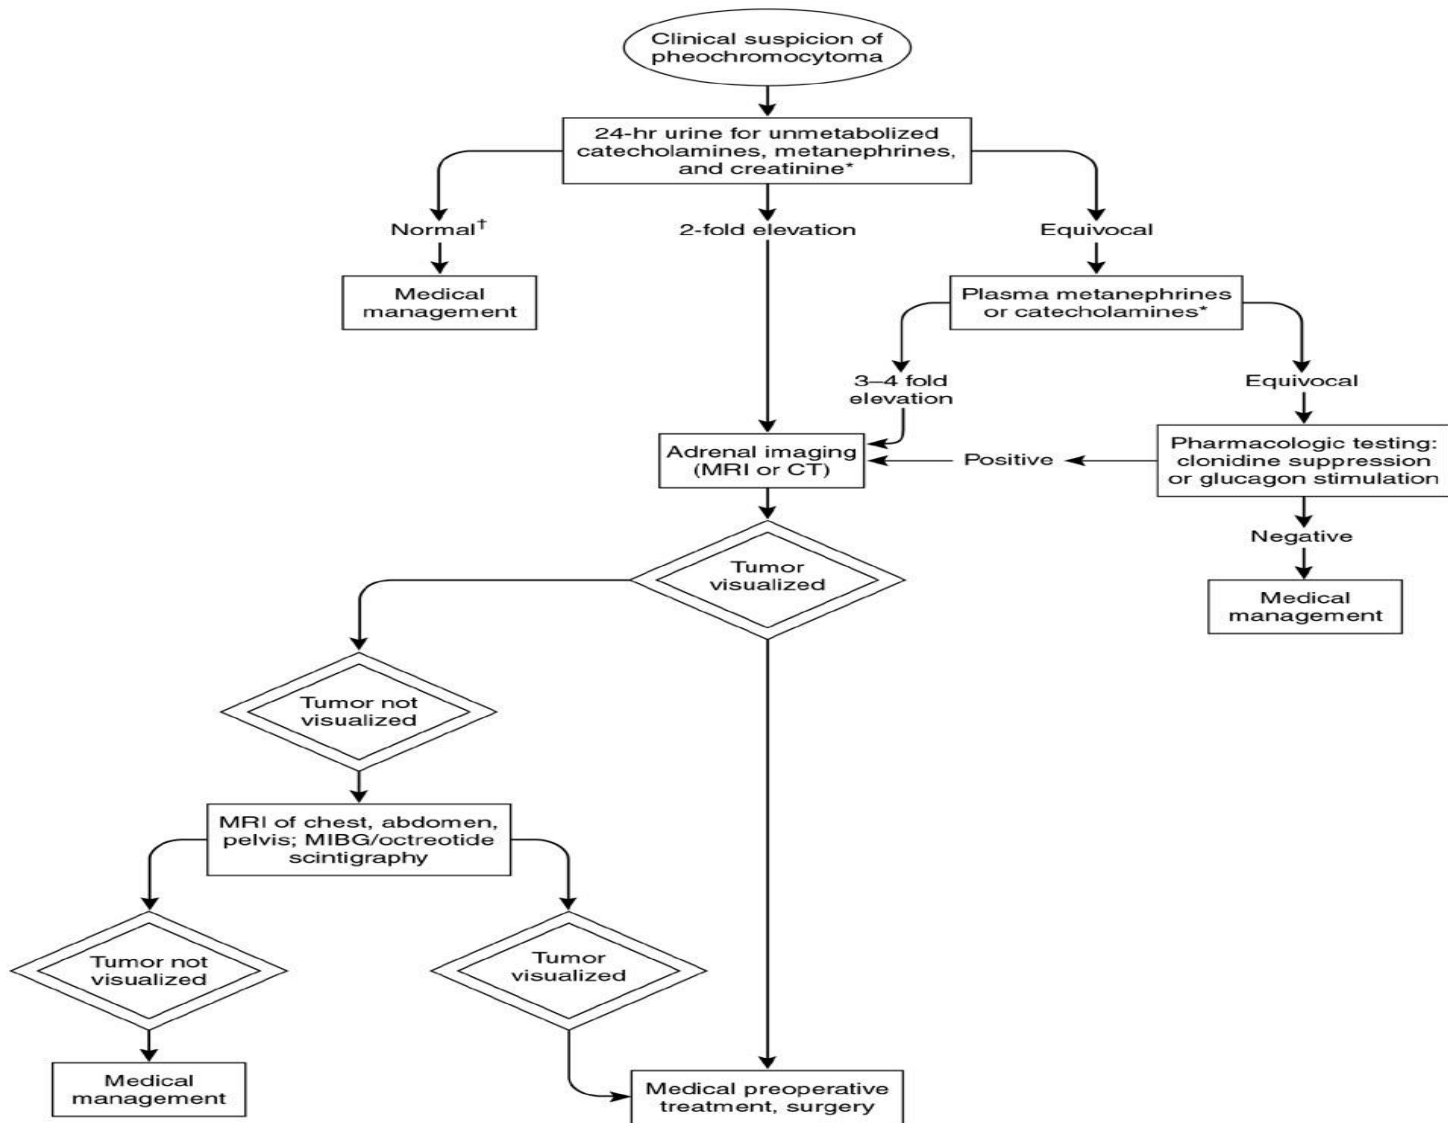 Clinical suspicion of
pheochromocytoma
24-hr urine for unmetabolized
catecholamines, metanephrines,
and creatinine*
Normal†
2-fold elevation
Equivocal
Medical
management
Plasma metanephrines
or catecholamines*
3–4 fold
elevation
Equivocal
Adrenal imaging
(MRI or CT)
Positive
Pharmacologic testing:
clonidine suppression
or glucagon stimulation
Negative
Medical
management
Tumor
visualized
Tumor not
visualized
MRI of chest, abdomen,
pelvis; MIBG/octreotide
scintigraphy
Tumor not
visualized
Tumor
visualized
Medical
management
Medical preoperative
treatment, surgery